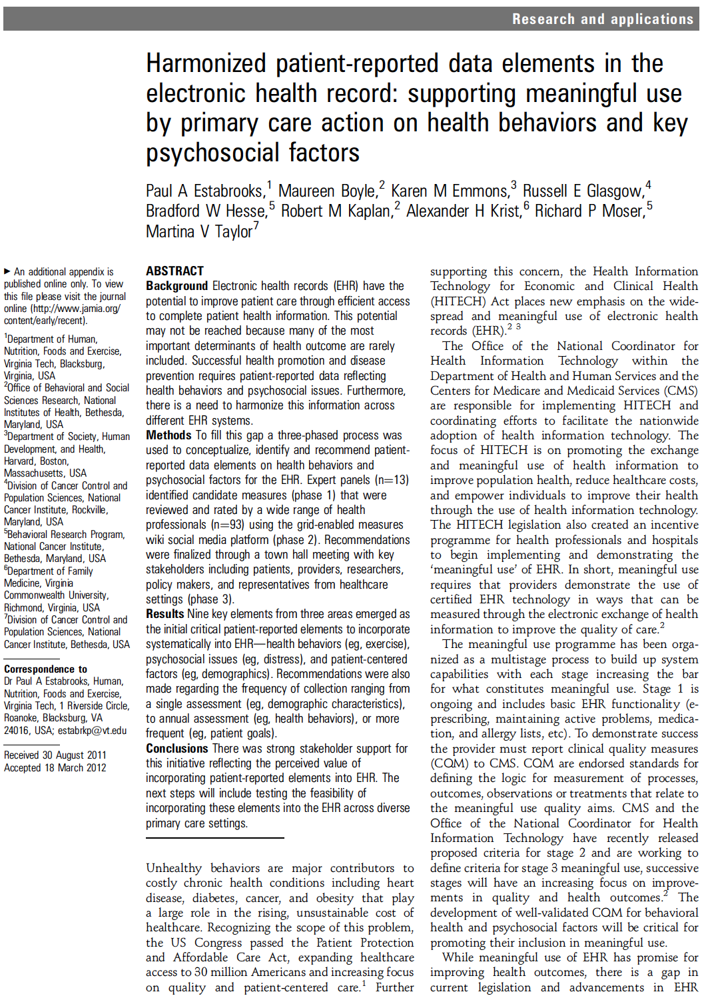 Research and applications
Harmonized patient-reported data elements in the
electronic health record: supporting meaningful use
by primary care action on health behaviors and key
psychosocial factors
Paul A Estabrooks,1 Maureen Boyle,2 Karen M Emmons,3 Russell E Glasgow,4
Bradford W Hesse,5 Robert M Kaplan,2 Alexander H Krist,6 Richard P Moser,5
Martina V Taylor7
► An additional appendix is
published online only. To view
this file please visit the journal
online (http://www.jamia.org/
content/early/recent).
1Department of Human,
Nutrition, Foods and Exercise,
Virginia Tech, Blacksburg,
Virginia, USA
2Office of Behavioral and Social
Sciences Research, National
Institutes of Health, Bethesda,
Maryland, USA
3Department of Society, Human
Development, and Health,
Harvard, Boston,
Massachusetts, USA
4Division of Cancer Control and
Population Sciences, National
Cancer Institute, Rockville,
Maryland, USA
5Behavioral Research Program,
National Cancer Institute,
Bethesda, Maryland, USA
6Department of Family
Medicine, Virginia
Commonwealth University,
Richmond, Virginia, USA
7Division of Cancer Control and
Population Sciences, National
Cancer Institute, Bethesda, USA
Correspondence to
Dr Paul A Estabrooks, Human,
Nutrition, Foods and Exercise,
Virginia Tech, 1 Riverside Circle,
Roanoke, Blacksburg, VA
24016, USA; estabrkp@vt.edu
Received 30 August 2011
Accepted 18 March 2012
ABSTRACT
Background Electronic health records (EHR) have the
potential to improve patient care through efficient access
to complete patient health information. This potential
may not be reached because many of the most
important determinants of health outcome are rarely
included. Successful health promotion and disease
prevention requires patient-reported data reflecting
health behaviors and psychosocial issues. Furthermore,
there is a need to harmonize this information across
different EHR systems.
Methods To fill this gap a three-phased process was
used to conceptualize, identify and recommend patient-
reported data elements on health behaviors and
psychosocial factors for the EHR. Expert panels (n=13)
identified candidate measures (phase 1) that were
reviewed and rated by a wide range of health
professionals (n=93) using the grid-enabled measures
wiki social media platform (phase 2). Recommendations
were finalized through a town hall meeting with key
stakeholders including patients, providers, researchers,
policy makers, and representatives from healthcare
settings (phase 3).
Results Nine key elements from three areas emerged as
the initial critical patient-reported elements to incorporate
systematically into EHR—health behaviors (eg, exercise),
psychosocial issues (eg, distress), and patient-centered
factors (eg, demographics). Recommendations were also
made regarding the frequency of collection ranging from
a single assessment (eg, demographic characteristics),
to annual assessment (eg, health behaviors), or more
frequent (eg, patient goals).
Conclusions There was strong stakeholder support for
this initiative reflecting the perceived value of
incorporating patient-reported elements into EHR. The
next steps will include testing the feasibility of
incorporating these elements into the EHR across diverse
primary care settings.
Unhealthy behaviors are major contributors to
costly chronic health conditions including heart
disease, diabetes, cancer, and obesity that play
a large role in the rising, unsustainable cost of
healthcare. Recognizing the scope of this problem,
the US Congress passed the Patient Protection
and Affordable Care Act, expanding healthcare
access to 30 million Americans and increasing focus
on quality and patient-centered care.1 Further
supporting this concern, the Health Information
Technology for Economic and Clinical Health
(HITECH) Act places new emphasis on the wide-
spread and meaningful use of electronic health
records (EHR).2 3
The Office of the National Coordinator for
Health Information Technology within the
Department of Health and Human Services and the
Centers for Medicare and Medicaid Services (CMS)
are responsible for implementing HITECH and
coordinating efforts to facilitate the nationwide
adoption of health information technology. The
focus of HITECH is on promoting the exchange
and meaningful use of health information to
improve population health, reduce healthcare costs,
and empower individuals to improve their health
through the use of health information technology.
The HITECH legislation also created an incentive
programme for health professionals and hospitals
to begin implementing and demonstrating the
‘meaningful use’ of EHR. In short, meaningful use
requires that providers demonstrate the use of
certified EHR technology in ways that can be
measured through the electronic exchange of health
information to improve the quality of care.2
The meaningful use programme has been orga-
nized as a multistage process to build up system
capabilities with each stage increasing the bar
for what constitutes meaningful use. Stage 1 is
ongoing and includes basic EHR functionality (e-
prescribing, maintaining active problems, medica-
tion, and allergy lists, etc). To demonstrate success
the provider must report clinical quality measures
(CQM) to CMS. CQM are endorsed standards for
defining the logic for measurement of processes,
outcomes, observations or treatments that relate to
the meaningful use quality aims. CMS and the
Office of the National Coordinator for Health
Information Technology have recently released
proposed criteria for stage 2 and are working to
define criteria for stage 3 meaningful use, successive
stages will have an increasing focus on improve-
ments in quality and health outcomes.2 The
development of well-validated CQM for behavioral
health and psychosocial factors will be critical for
promoting their inclusion in meaningful use.
While meaningful use of EHR has promise for
improving health outcomes, there is a gap in
current legislation and advancements in EHR